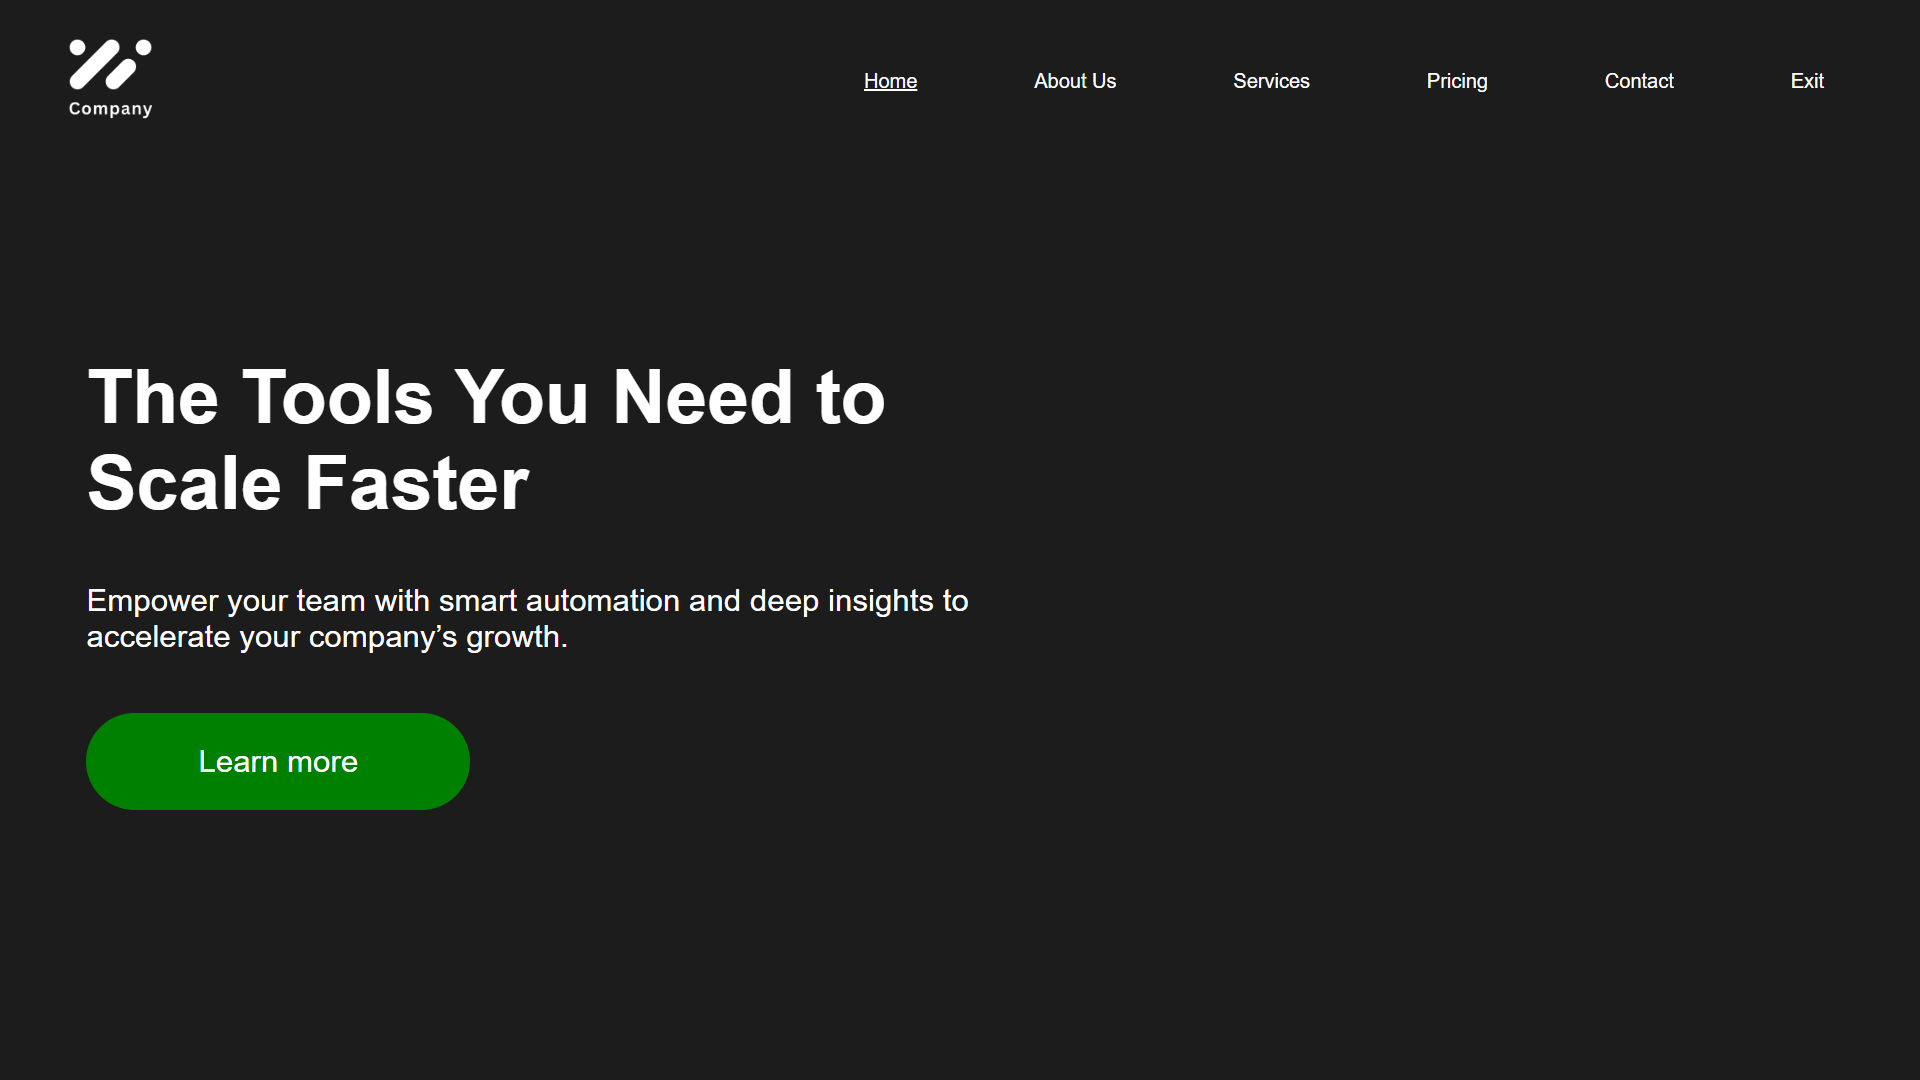 Company
Home
About Us
Services
Pricing
Contact
Exit
The Tools You Need to
Scale Faster
Empower your team with smart automation and deep insights to
accelerate your company’s growth.
Learn more